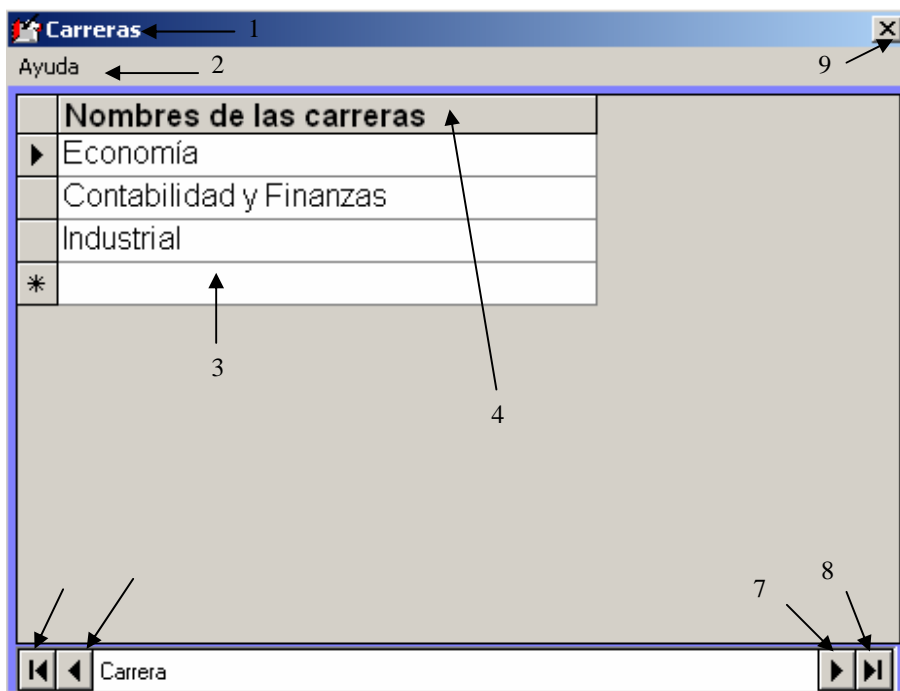 Carreras 1
Ayuda 2 9
Nombres de las carreras
Economía
Contabilidad y Finanzas
Industrial
*
3
4
7 8
Carrera